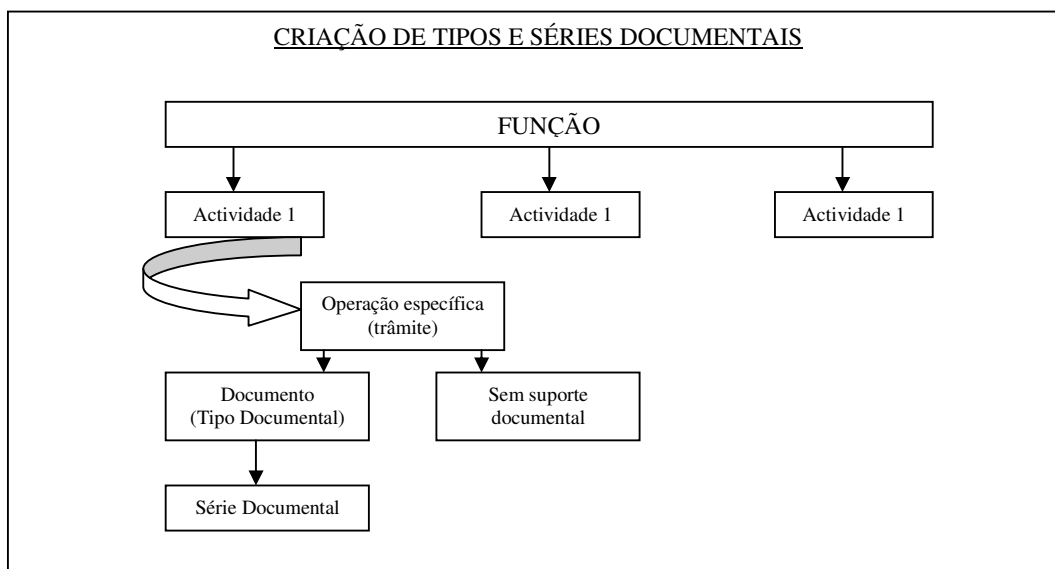 CRIAÇÃO DE TIPOS E SÉRIES DOCUMENTAIS
FUNÇÃO
Actividade 1
Actividade 1
Actividade 1
Operação específica
(trâmite)
Documento
(Tipo Documental)
Sem suporte
documental
Série Documental